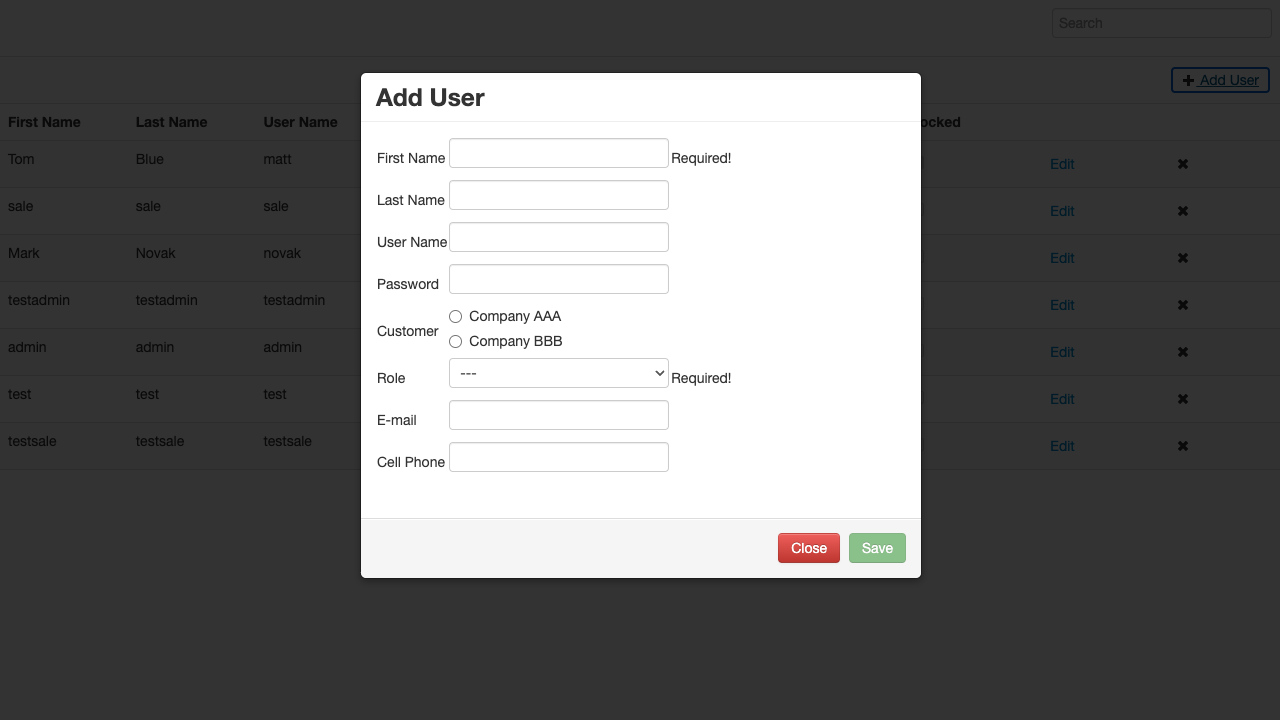 Search
Add User
Add User
First Name Last Name User Name ocked
First Name Required!
Tom Blue matt Edit
Last Name
sale sale sale Edit
User Name
Mark Novak novak Edit
Password
testadmin testadmin testadmin Edit
Customer
Company AAA
Company BBB
admin admin admin Edit
Role --- Required!
test test test Edit
E-mail
testsale testsale testsale Edit
Cell Phone
Close Save